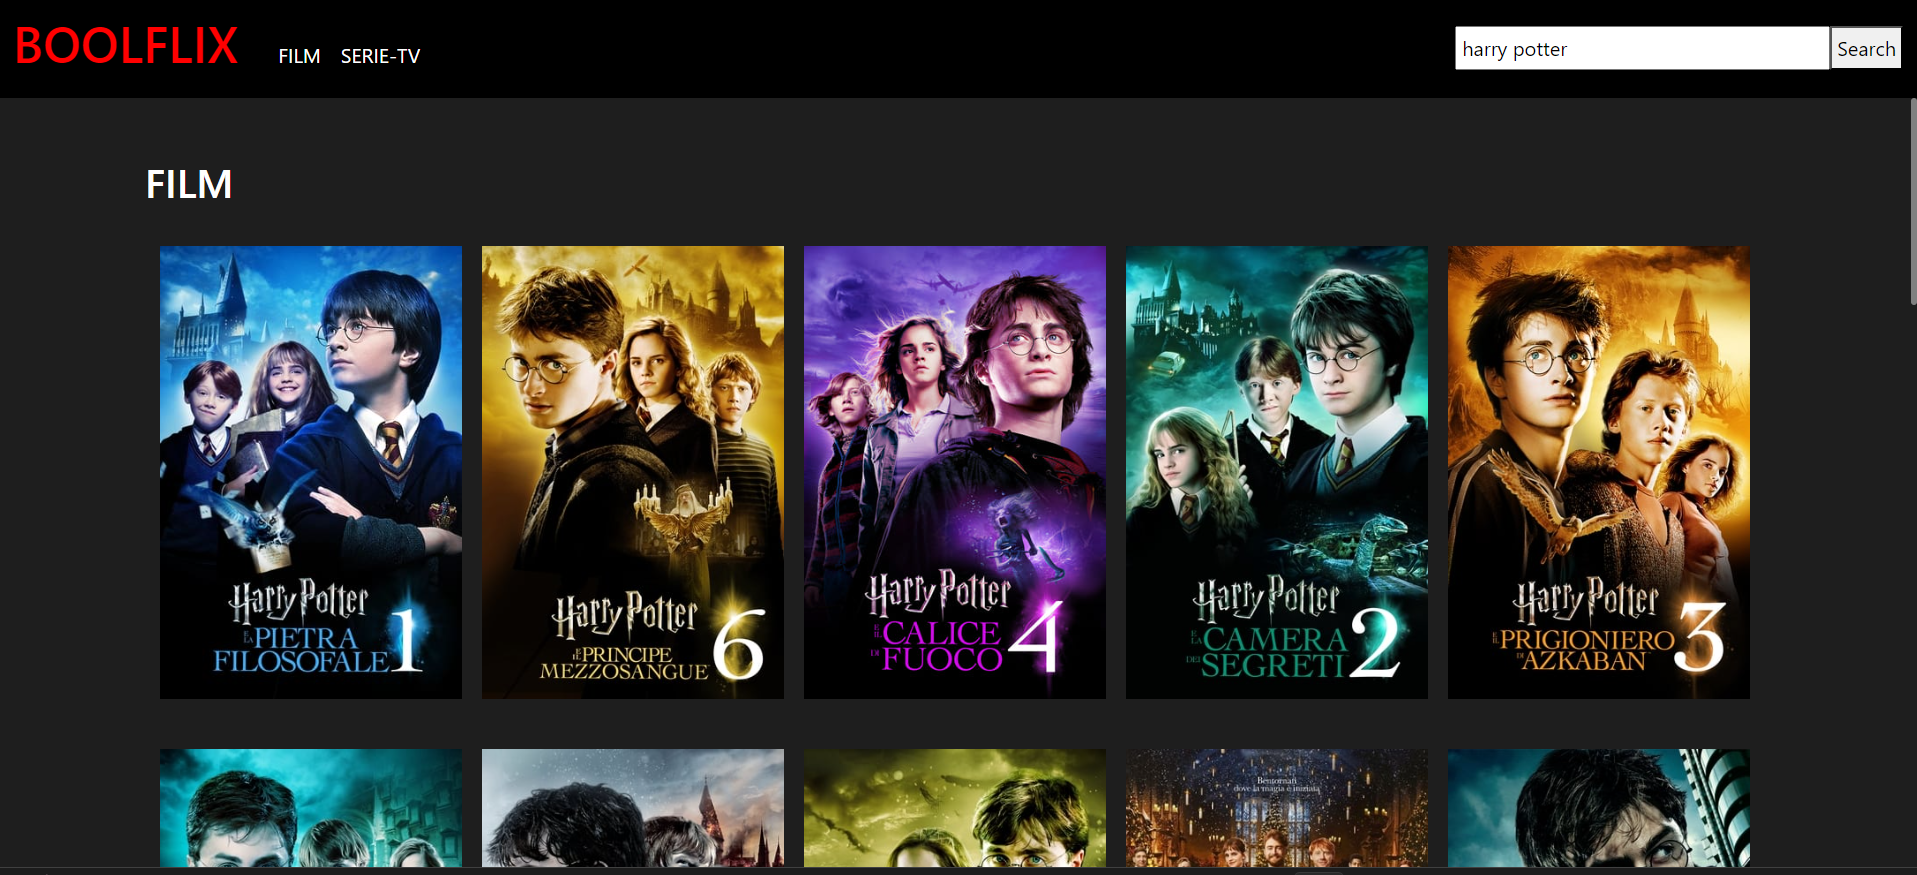 BOOLFLIX
FILM
SERIE-TV
harry potter
Search
FILM
Harry Potter
E LA PIETRA
FILOSOFALE 1
Harry Potter
E IL PRINCIPE
MEZZOSANGUE 6
Harry Potter
E IL CALICE
DI FUOCO 4
Harry Potter
E LA CAMERA
DEI SEGRETI 2
Harry Potter
E IL PRIGIONIERO
DI AZKABAN 3
Bentornati
dove la magia è iniziata